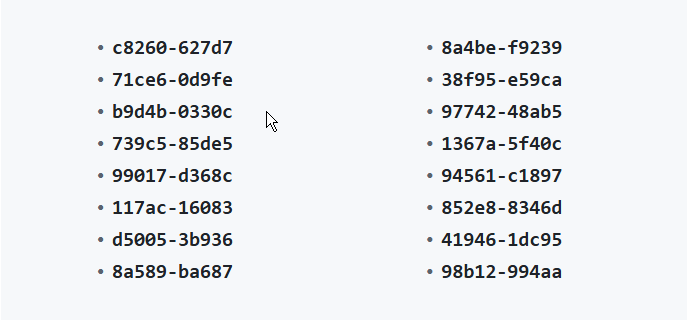 c8260-627d7
71ce6-0d9fe
b9d4b-0330c
739c5-85de5
99017-d368c
117ac-16083
d5005-3b936
8a589-ba687
8a4be-f9239
38f95-e59ca
97742-48ab5
1367a-5f40c
94561-c1897
852e8-8346d
41946-1dc95
98b12-994aa